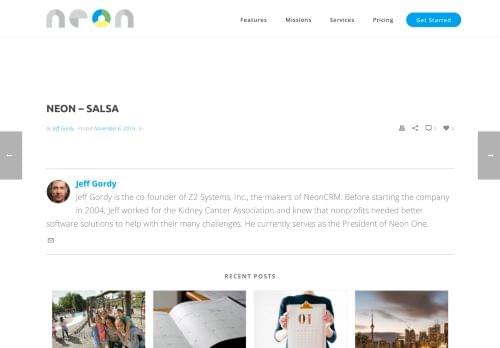 neon
Features Missions Services Pricing Get Started
NEON – SALSA
By Jeff Gordy Posted November 6, 2016 In
0 0
← →
Jeff Gordy
Jeff Gordy is the co-founder of Z2 Systems, Inc., the makers of NeonCRM. Before starting the company
in 2004, Jeff worked for the Kidney Cancer Association and knew that nonprofits needed better
software solutions to help with their many challenges. He currently serves as the President of Neon One.
RECENT POSTS
01